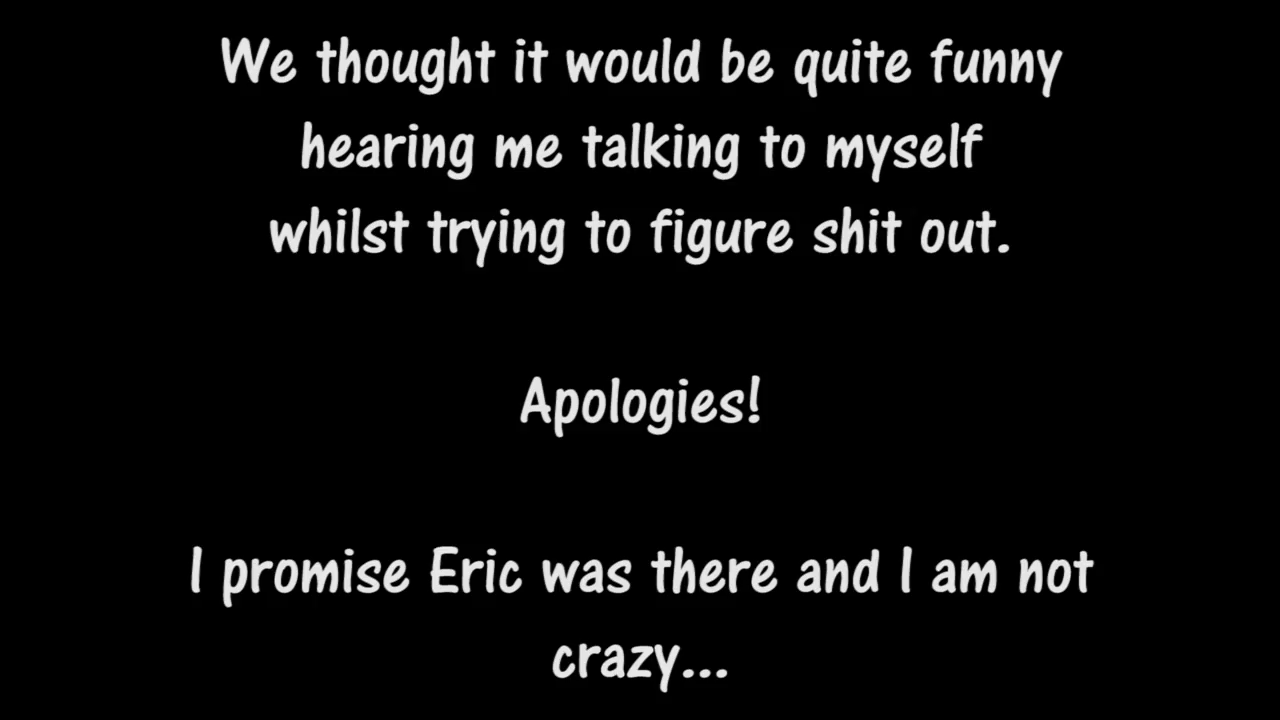 We thought it would be quite funny
hearing me talking to myself
whilst trying to figure shit out.
Apologies!
I promise Eric was there and I am not
crazy...